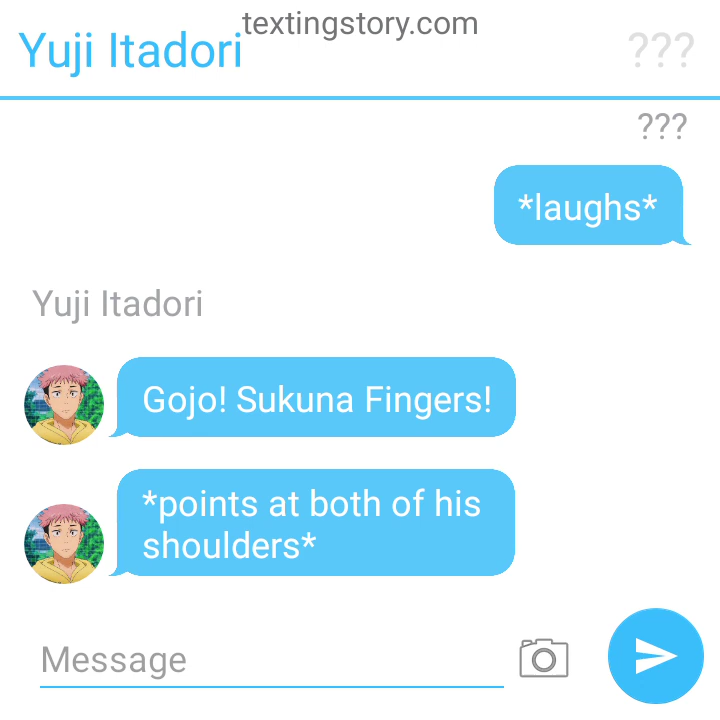 textingstory.com
Yuji Itadori
???
???
*laughs*
Yuji Itadori
Gojo! Sukuna Fingers!
*points at both of his
shoulders*
Message